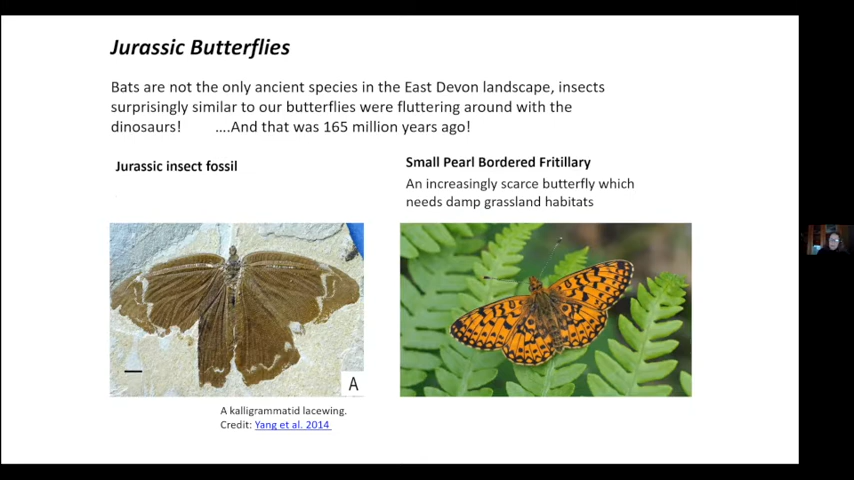 Jurassic Butterflies
Bats are not the only ancient species in the East Devon landscape, insects
surprisingly similar to our butterflies were fluttering around with the
dinosaurs! ....And that was 165 million years ago!
Jurassic insect fossil
Small Pearl Bordered Fritillary
An increasingly scarce butterfly which
needs damp grassland habitats
A
A kalligrammatid lacewing.
Credit: Yang et al. 2014